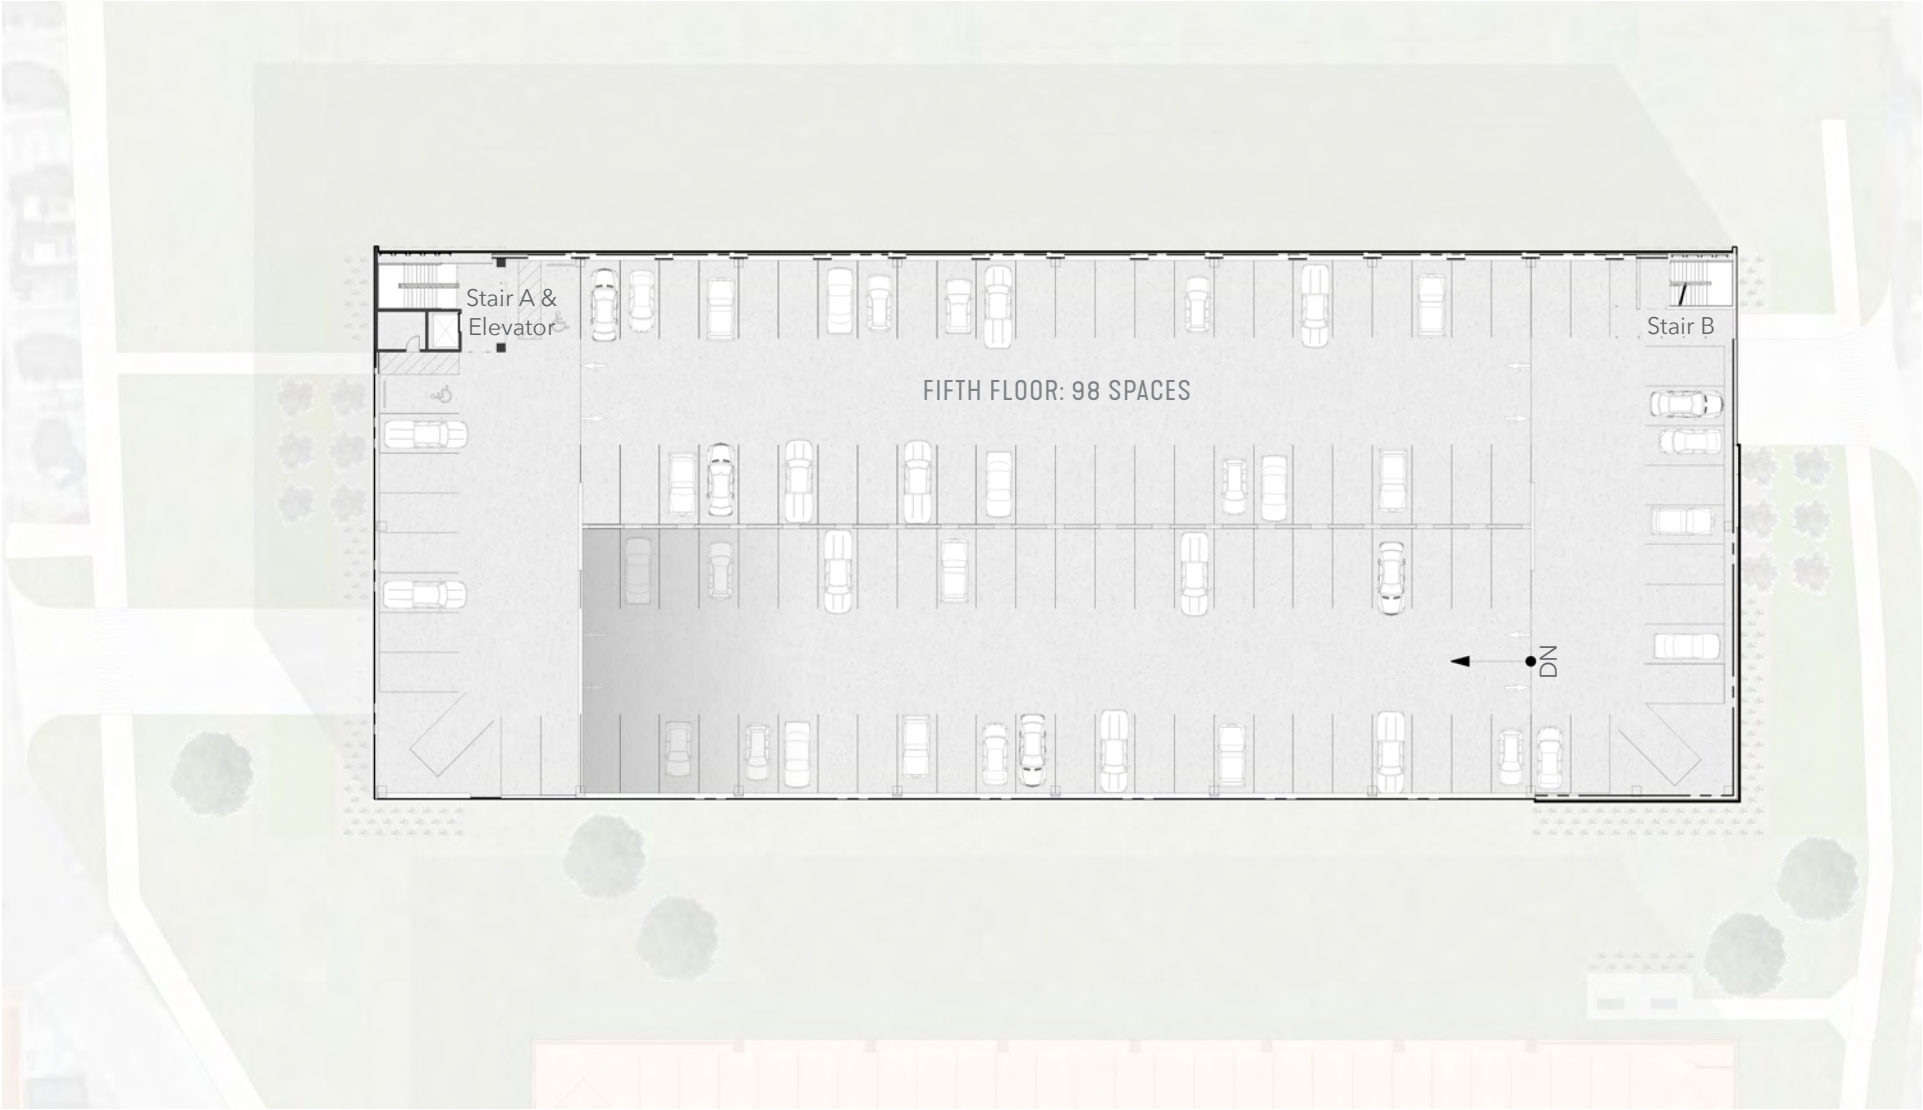 Stair A &
Elevator
Stair B
FIFTH FLOOR: 98 SPACES
DN